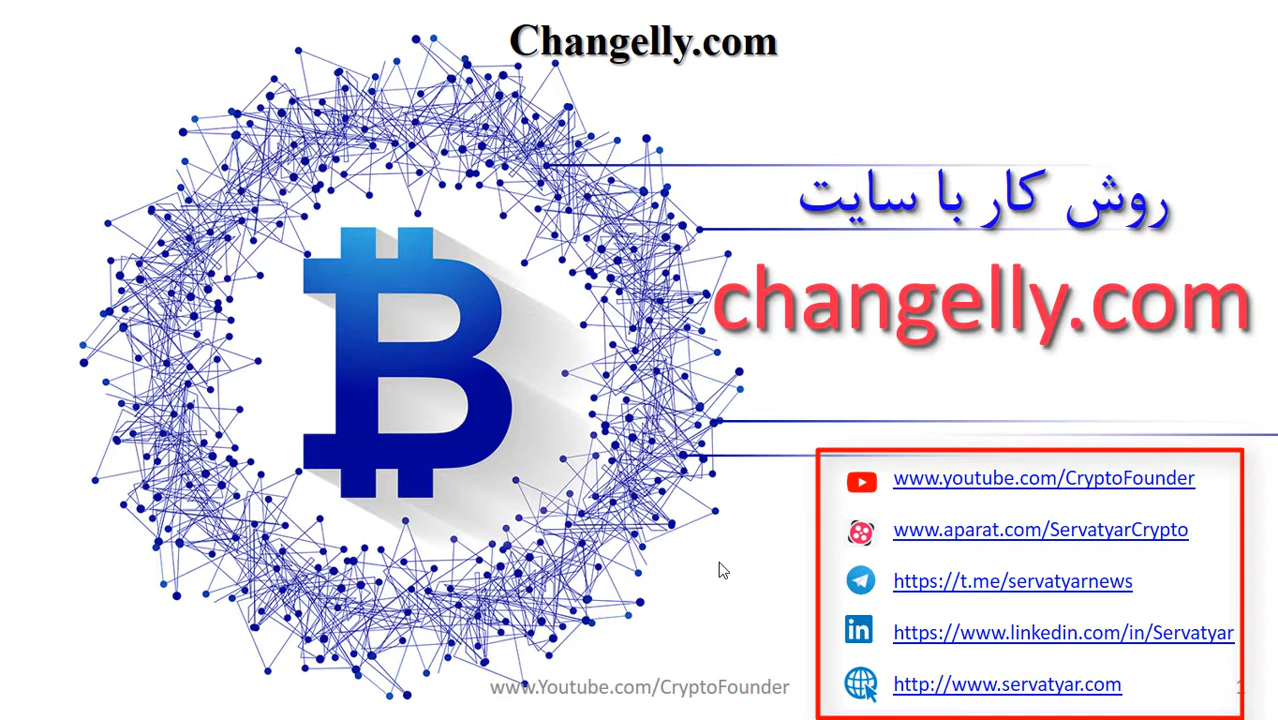 Changelly.com
روش کار با سایت
changelly.com
www.youtube.com/CryptoFounder
www.aparat.com/ServatyarCrypto
https://t.me/servatyarnews
https://www.linkedin.com/in/Servatyar
http://www.servatyar.com
www.Youtube.com/CryptoFounder
1